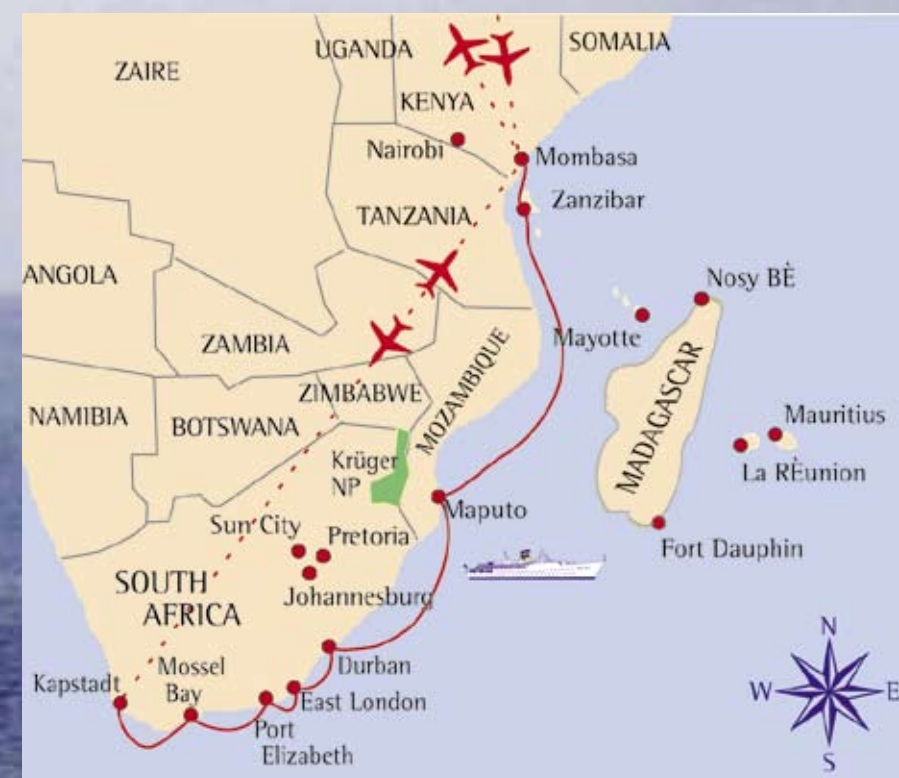 UGANDA
SOMALIA
ZAIRE
KENYA
Nairobi
Mombasa
Zanzibar
TANZANIA
ANGOLA
Nosy BÈ
Mayotte
ZAMBIA
MOZAMBIQUE
MADAGASCAR
ZIMBABWE
NAMIBIA
BOTSWANA
Mauritius
La RÈunion
Krüger
NP
Maputo
Sun City
Pretoria
Fort Dauphin
SOUTH
AFRICA
Johannesburg
N
Mossel
Bay
Durban
Kapstadt
W
E
East London
Port
Elizabeth
S